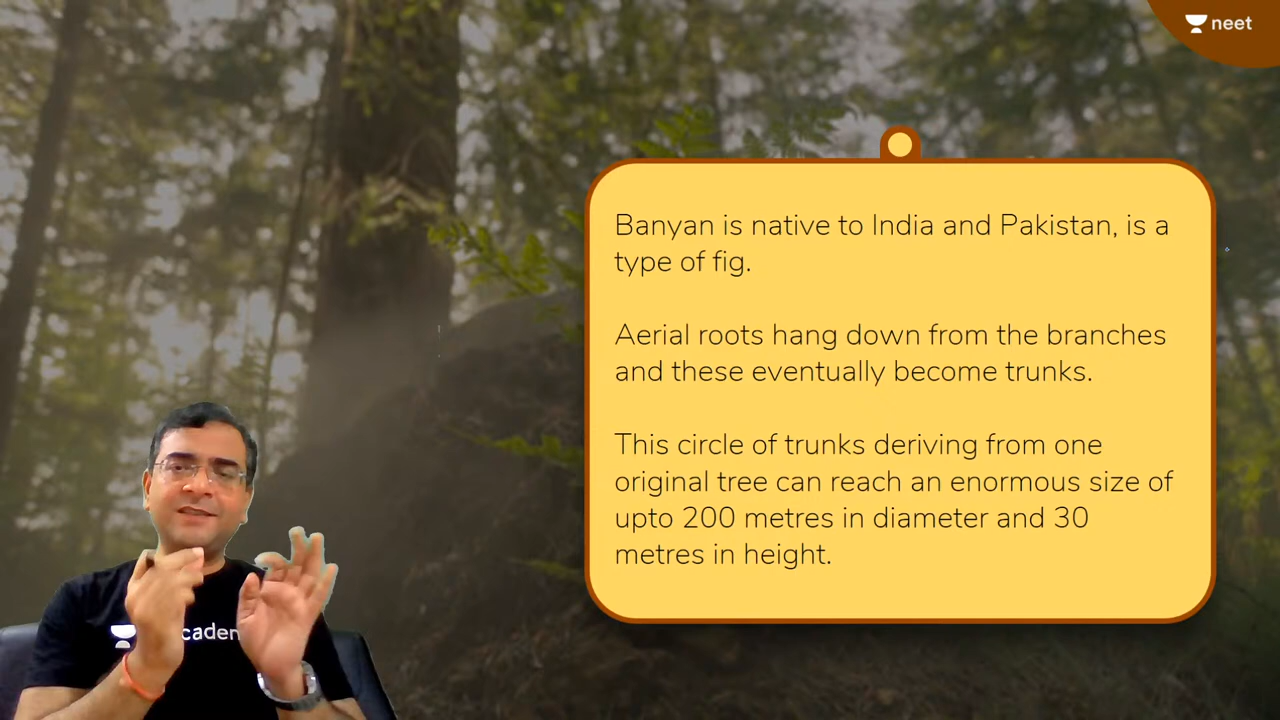 neet
Banyan is native to India and Pakistan, is a
type of fig.
Aerial roots hang down from the branches
and these eventually become trunks.
This circle of trunks deriving from one
original tree can reach an enormous size of
upto 200 metres in diameter and 30
metres in height.